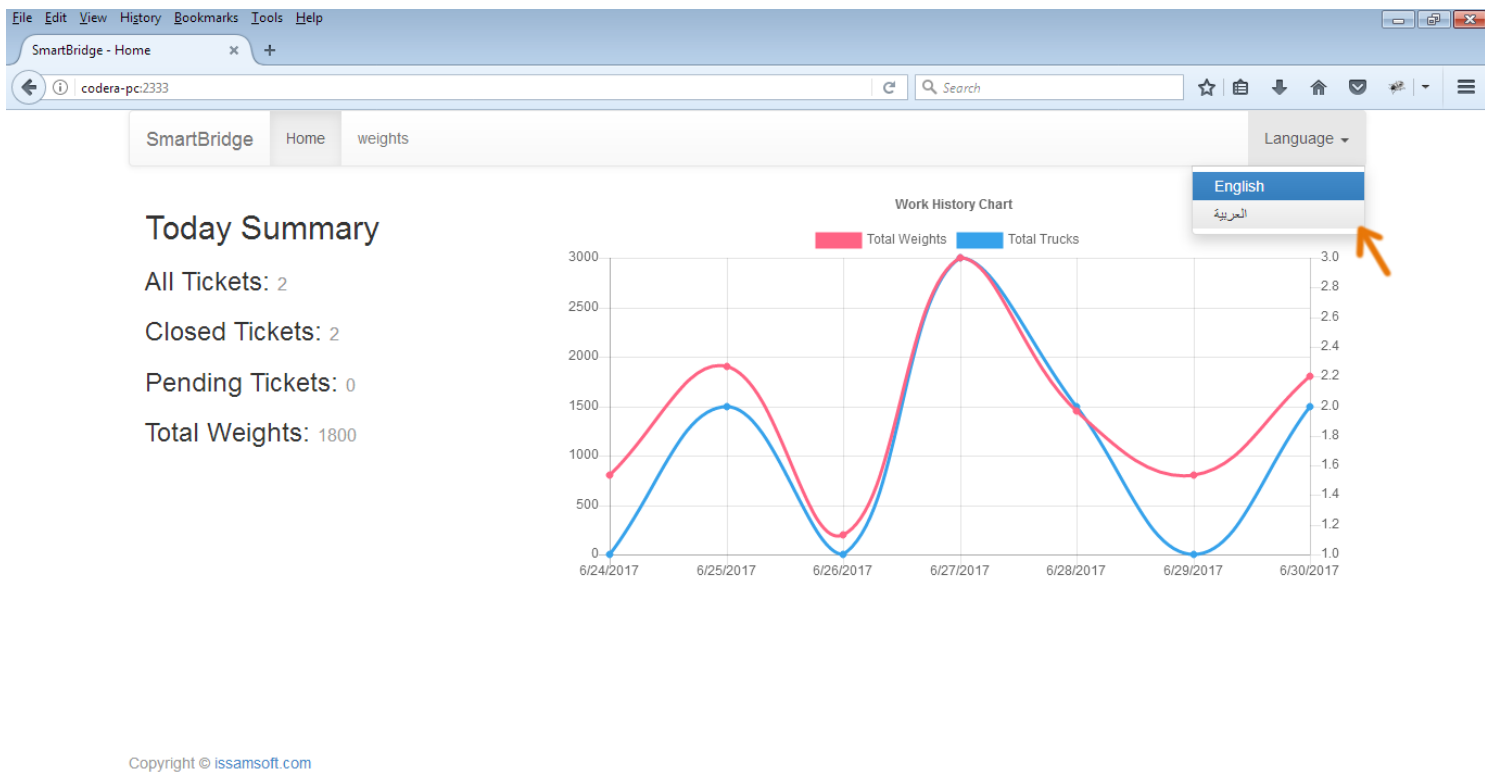 File Edit View History Bookmarks Tools Help
SmartBridge - Home
codera-pc:2333
Search
SmartBridge Home weights Language
English
العربية
Today Summary
All Tickets: 2
Closed Tickets: 2
Pending Tickets: 0
Total Weights: 1800
Work History Chart
Total Weights Total Trucks
3000 3.0
2.8
2500
2.6
2.4
2000
2.2
1500 2.0
1.8
1000
1.6
1.4
500
1.2
0 1.0
6/24/2017 6/25/2017 6/26/2017 6/27/2017 6/28/2017 6/29/2017 6/30/2017
Copyright © issamsoft.com